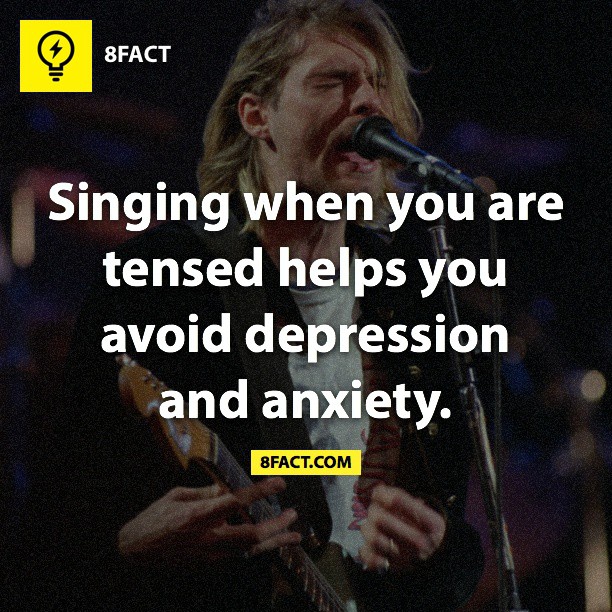 8FACT
Singing when you are
tensed helps you
avoid depression
and anxiety.
8FACT.COM